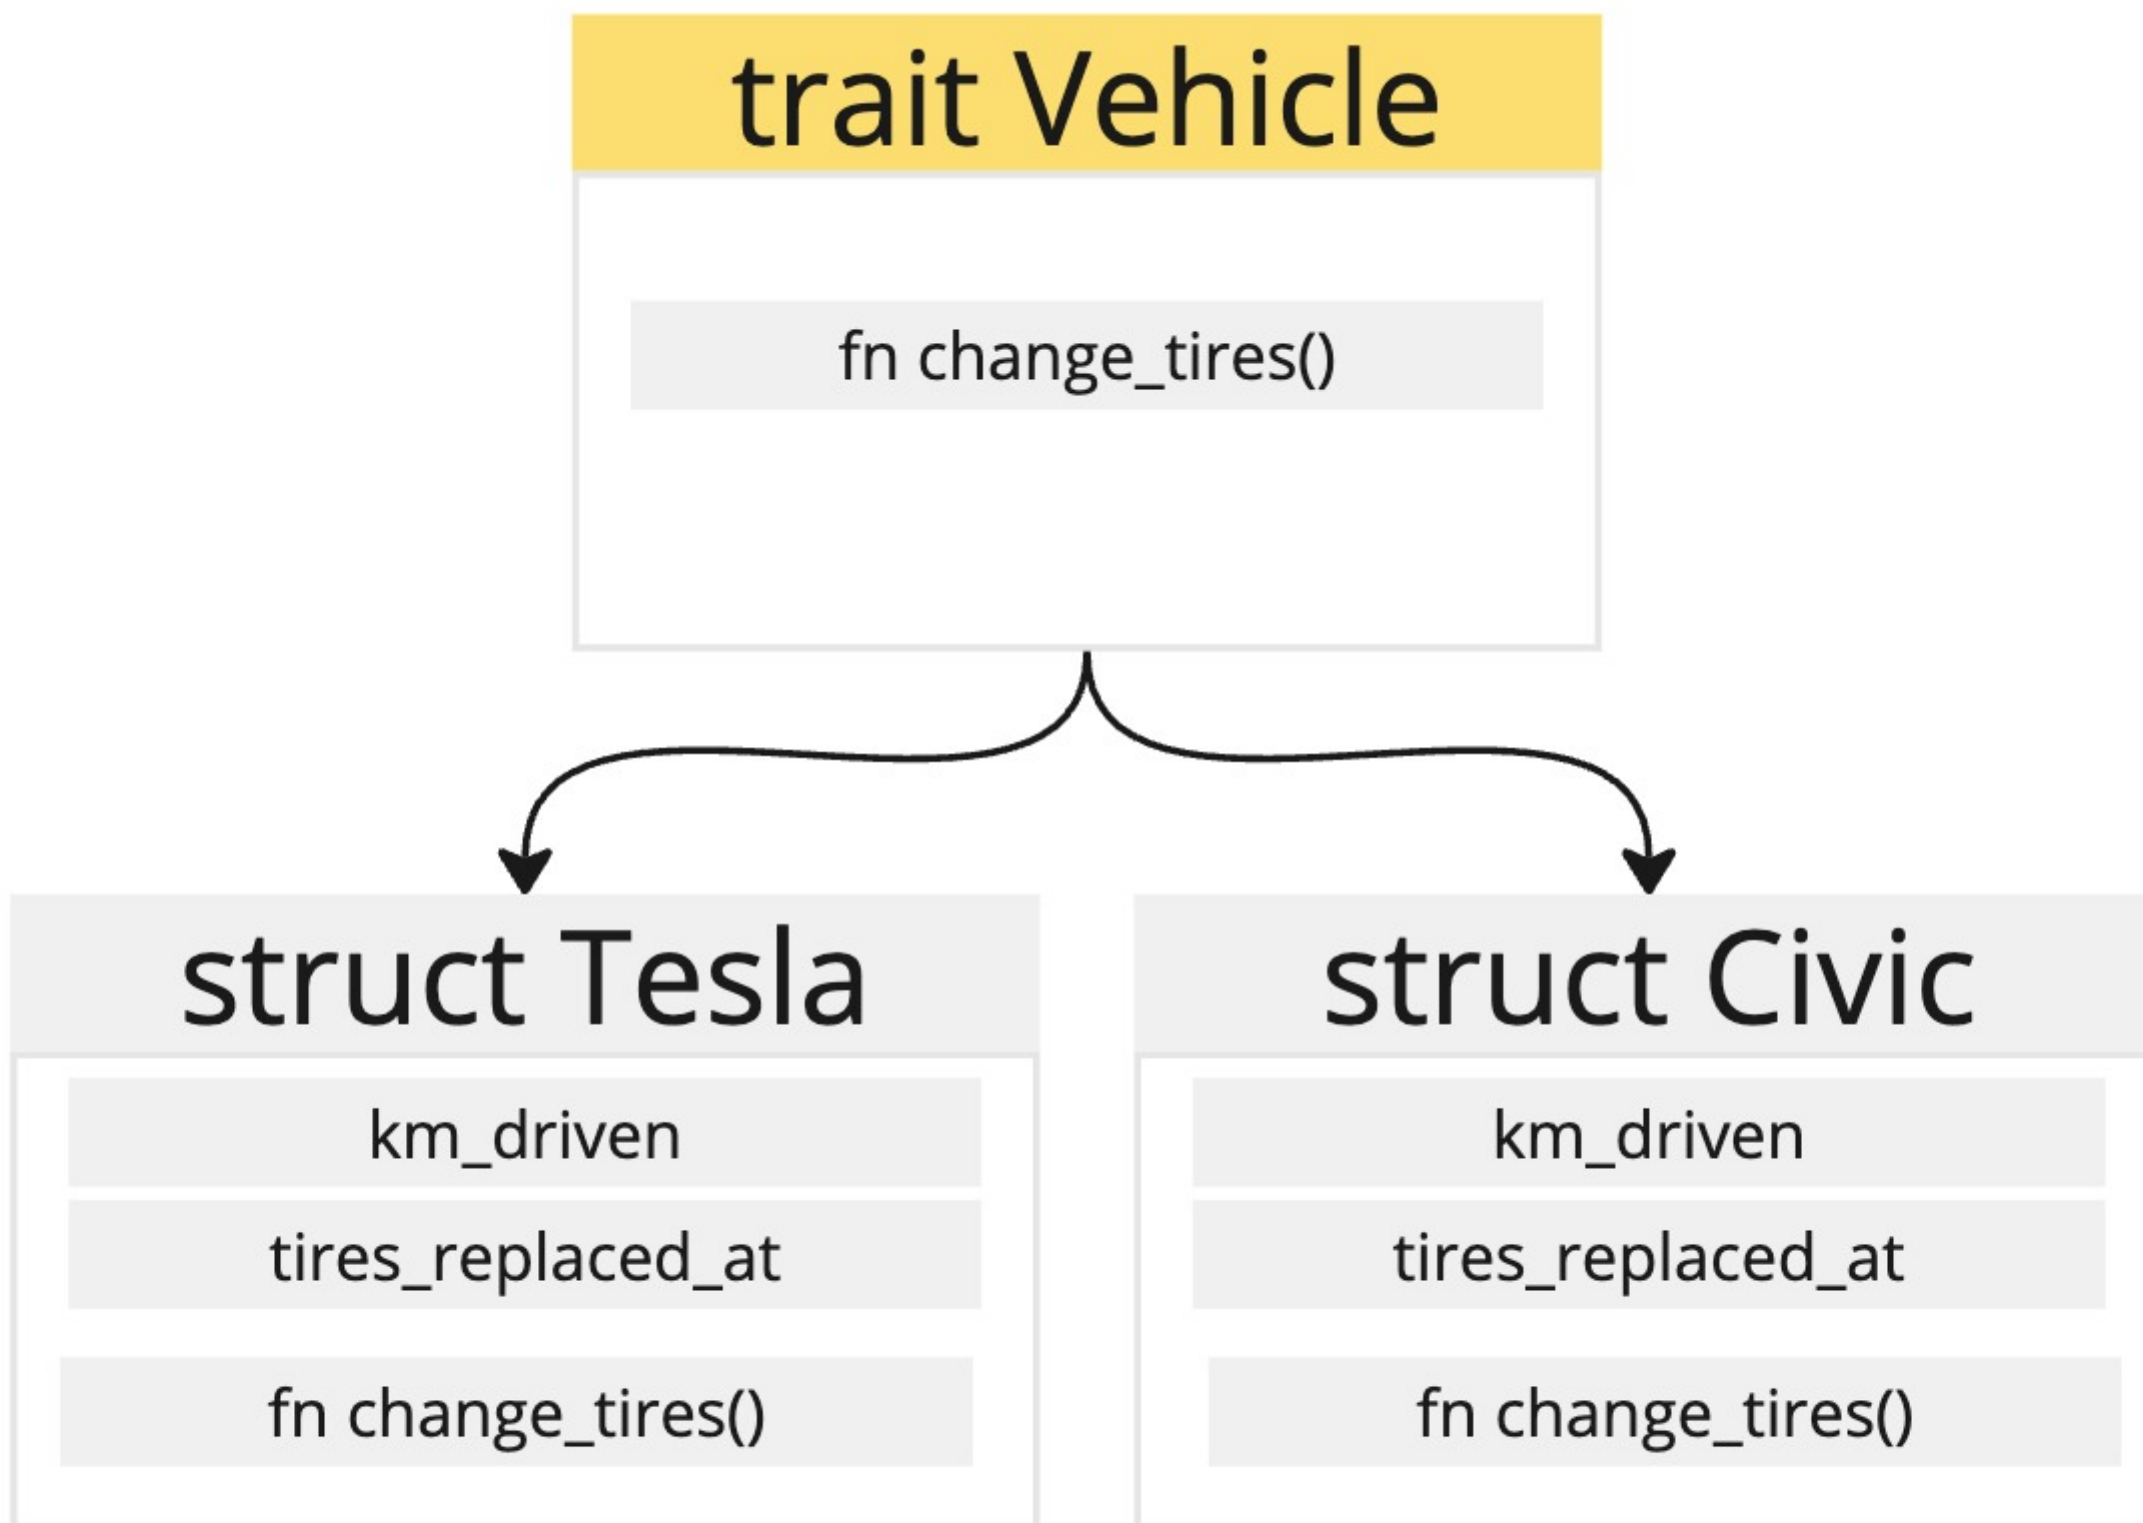 trait Vehicle
fn change_tires()
struct Tesla
km_driven
tires_replaced_at
fn change_tires()
struct Civic
km_driven
tires_replaced_at
fn change_tires()